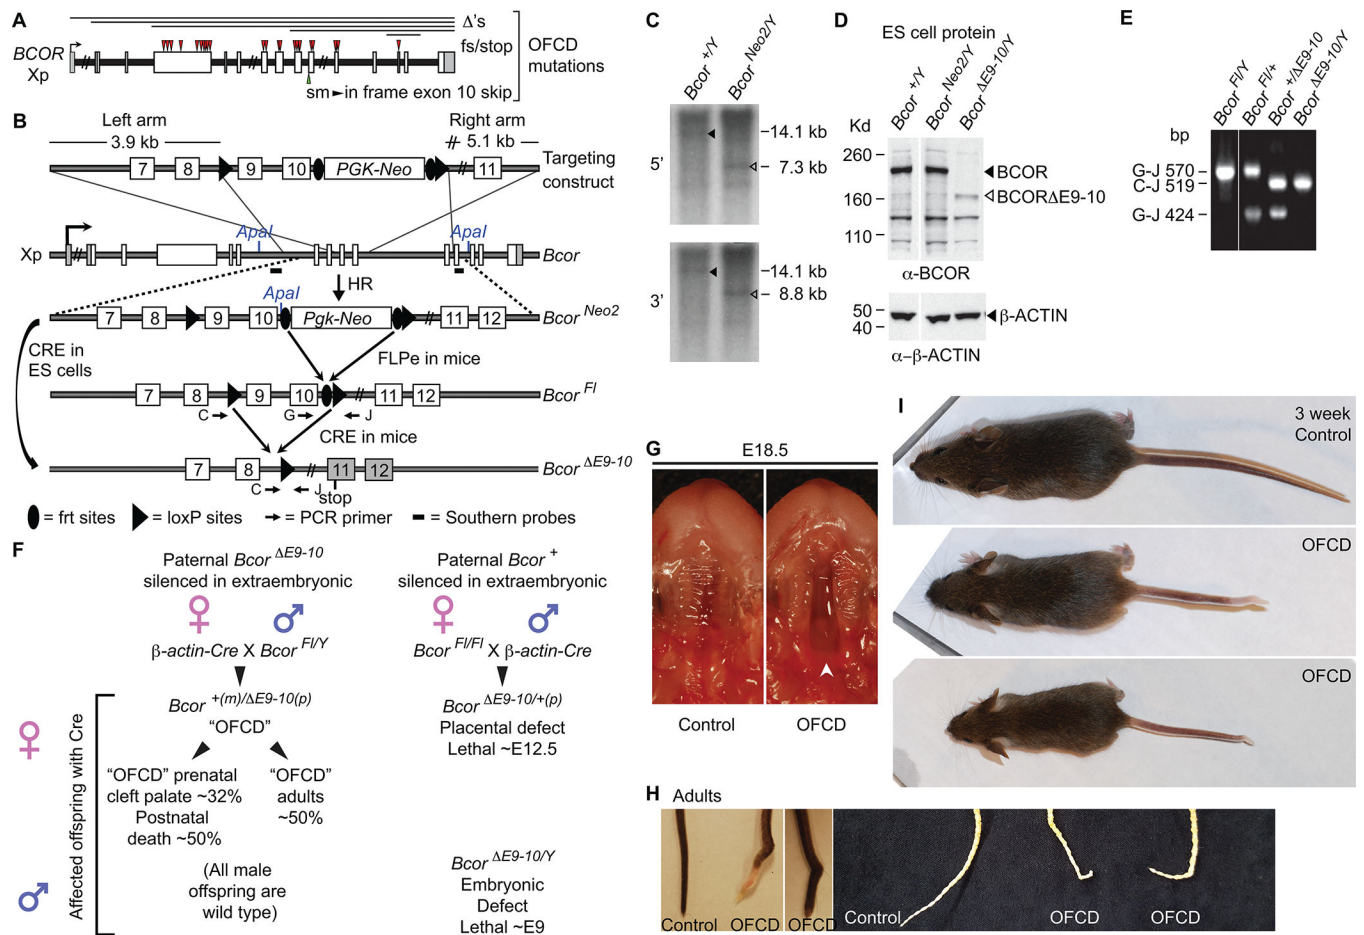 A
Δ's
fs/stop
OFCD
mutations
BCOR
Xp
sm ► in frame exon 10 skip
B
Left arm
3.9 kb
Right arm
5.1 kb
7 8 9 10 PGK-Neo 11
Targeting
construct
ApaI ApaI
Xp
Bcor
HR
ApaI
7 8 9 10 Pgk-Neo 11 12
Bcor Neo2
CRE in
ES cells
FLPe in mice
7 8 9 10 11 12
Bcor Fl
C G J
CRE in mice
7 8 11 12
Bcor ΔE9-10
C J
stop
= frt sites = loxP sites = PCR primer = Southern probes
C
Bcor +/Y
Bcor Neo2/Y
5'
14.1 kb
7.3 kb
3'
14.1 kb
8.8 kb
D
ES cell protein
Bcor +/Y
Bcor Neo2/Y
Bcor ΔE9-10/Y
Kd
260
160
110
BCOR
BCORΔE9-10
α-BCOR
50
40
β-ACTIN
α–β-ACTIN
E
Bcor Fl/Y
Bcor Fl/+
Bcor +/ΔE9-10
Bcor ΔE9-10/Y
bp
G-J 570
C-J 519
G-J 424
F
Paternal Bcor ΔE9-10
silenced in extraembryonic
♀ ♂
β-actin-Cre X Bcor Fl/Y
Bcor +(m)/ΔE9-10(p)
"OFCD"
"OFCD" prenatal
cleft palate ~32%
Postnatal
death ~50%
"OFCD"
adults
~50%
(All male
offspring are
wild type)
Paternal Bcor +
silenced in extraembryonic
♀ ♂
Bcor Fl/Fl X β-actin-Cre
Bcor ΔE9-10/+(p)
Placental defect
Lethal ~E12.5
Bcor ΔE9-10/Y
Embryonic
Defect
Lethal ~E9
Affected offspring with Cre
♀
♂
G
E18.5
Control
OFCD
H Adults
Control OFCD OFCD
Control OFCD OFCD
I
3 week
Control
OFCD
OFCD